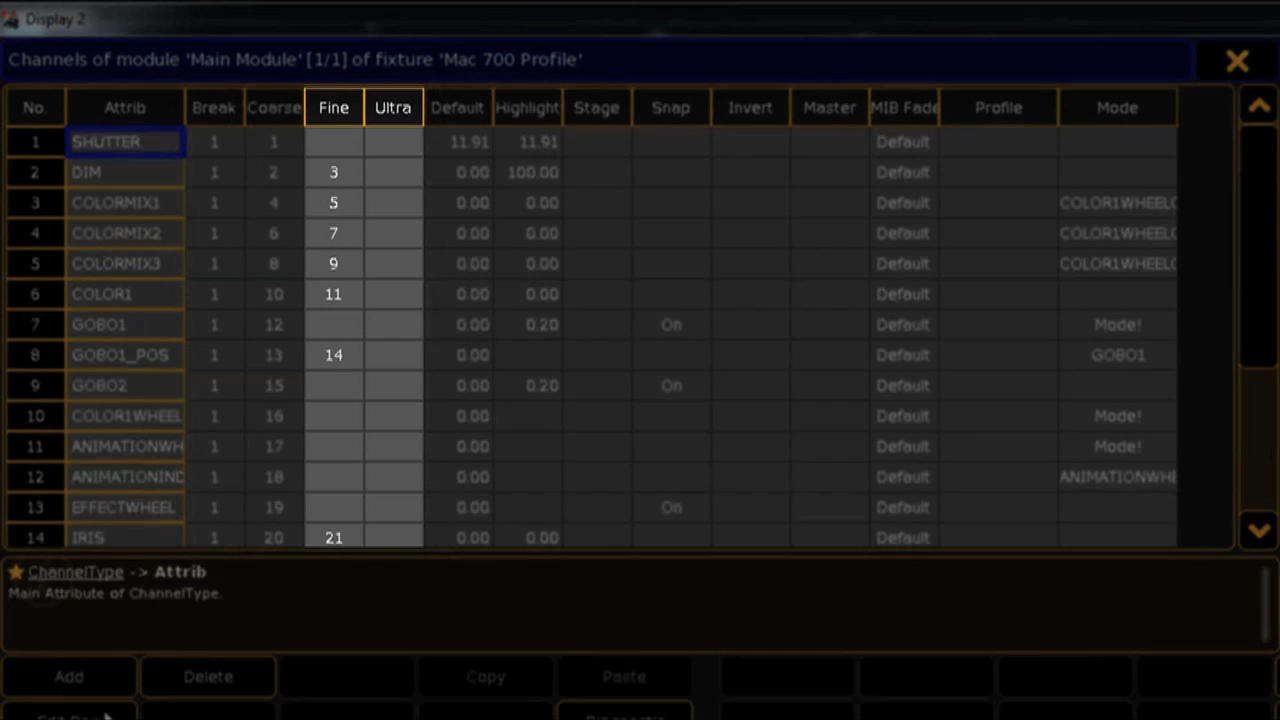 Display 2
Channels of module 'Main Module' [1/1] of fixture 'Mac 700 Profile'
No. Attrib Break Coarse Fine Ultra Default Highlight Stage Snap Invert Master MIB Fade Profile Mode
1 SHUTTER 1 1 11.91 11.91 Default
2 DIM 1 2 3 0.00 100.00 Default
3 COLORMIX1 1 4 5 0.00 0.00 Default COLOR1WHEELC
4 COLORMIX2 1 6 7 0.00 0.00 Default COLOR1WHEELC
5 COLORMIX3 1 8 9 0.00 0.00 Default COLOR1WHEELC
6 COLOR1 1 10 11 0.00 0.00 Default
7 GOBO1 1 12 0.00 0.20 On Default Mode!
8 GOBO1_POS 1 13 14 0.00 Default GOBO1
9 GOBO2 1 15 0.00 0.20 On Default
10 COLOR1WHEEL 1 16 0.00 Default Mode!
11 ANIMATIONWH 1 17 0.00 Default Mode!
12 ANIMATIONIND 1 18 0.00 Default ANIMATIONWHE
13 EFFECTWHEEL 1 19 0.00 On Default
14 IRIS 1 20 21 0.00 0.00 Default
ChannelType -> Attrib
Main Attribute of ChannelType.
Add Delete Copy Paste